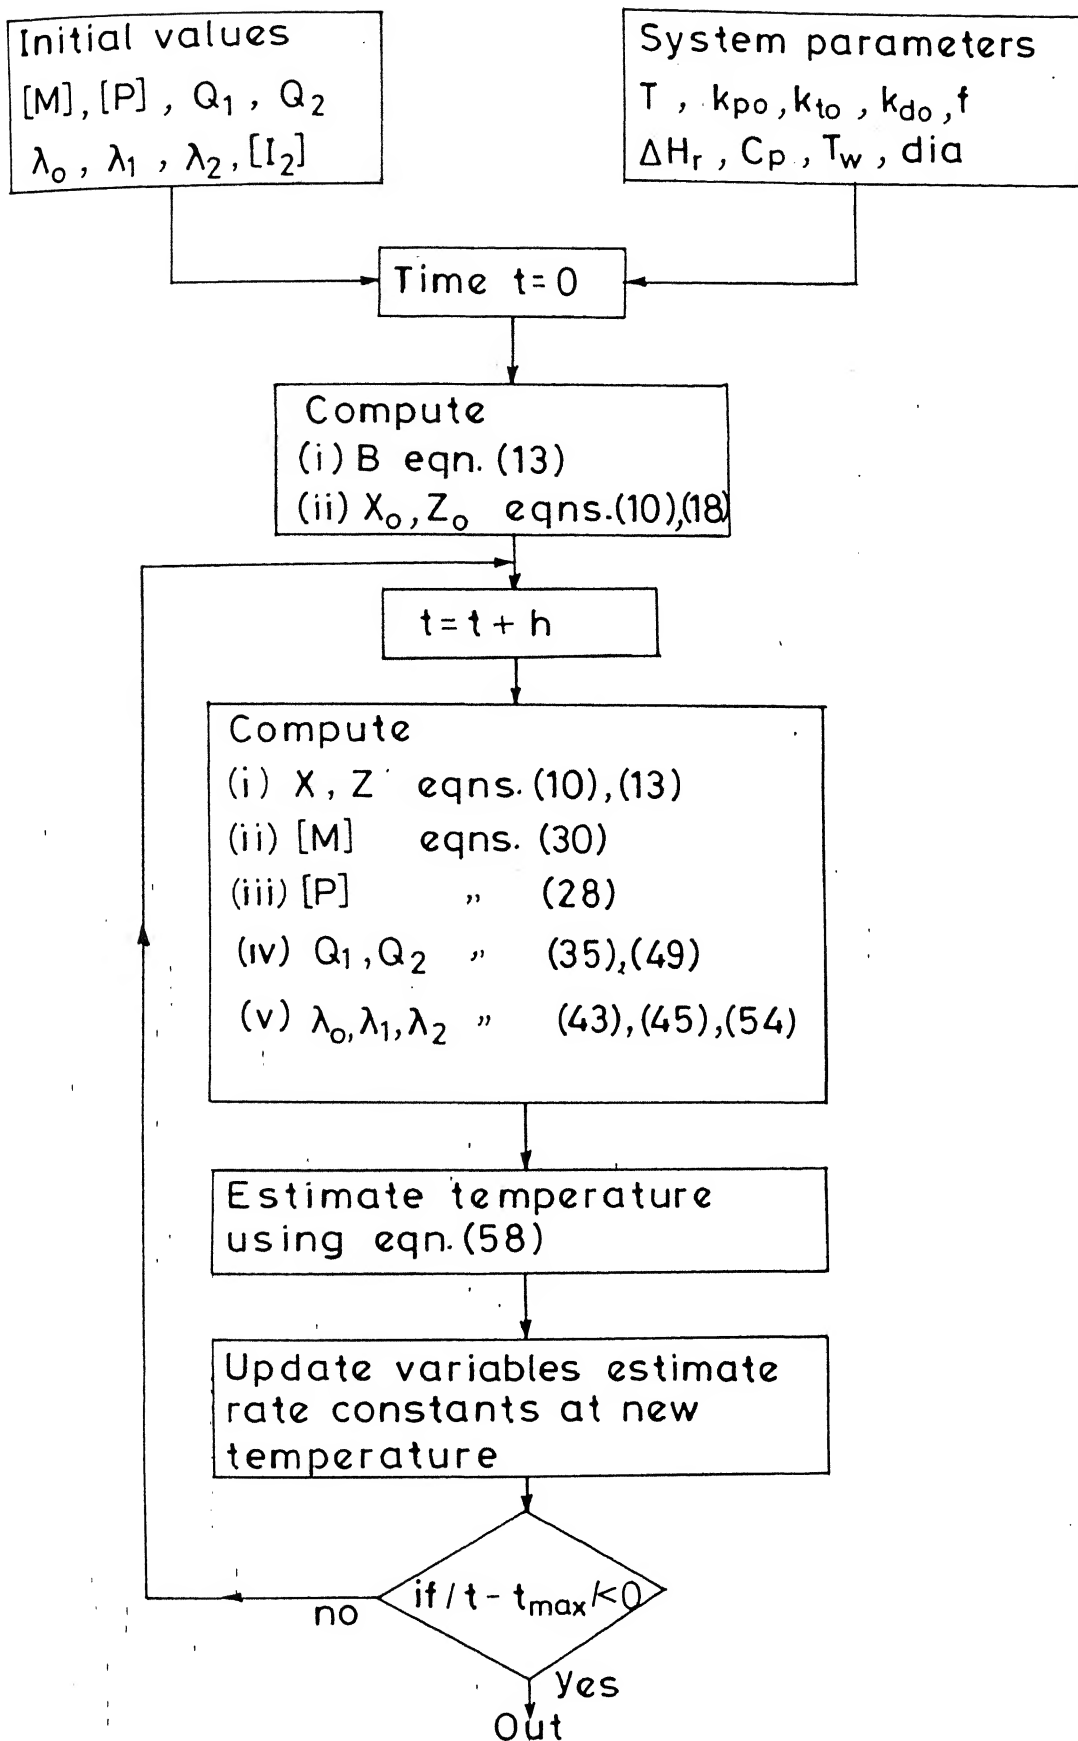 Initial values
[M], [P] , Q₁ , Q₂
λₒ , λ₁ , λ₂ , [I₂]
System parameters
T , kₚₒ , kₜₒ , k_do , f
ΔHᵣ , Cp , T_w , dia
Time t=0
Compute
(i) B eqn. (13)
(ii) Xₒ , Zₒ eqns.(10),(18)
t = t + h
Compute
(i) X , Z eqns. (10),(13)
(ii) [M] eqns. (30)
(iii) [P] „ (28)
(iv) Q₁ , Q₂ „ (35),(49)
(v) λₒ, λ₁, λ₂ „ (43),(45),(54)
Estimate temperature
using eqn. (58)
Update variables estimate
rate constants at new
temperature
if / t - t_max / < 0
no
yes
Out